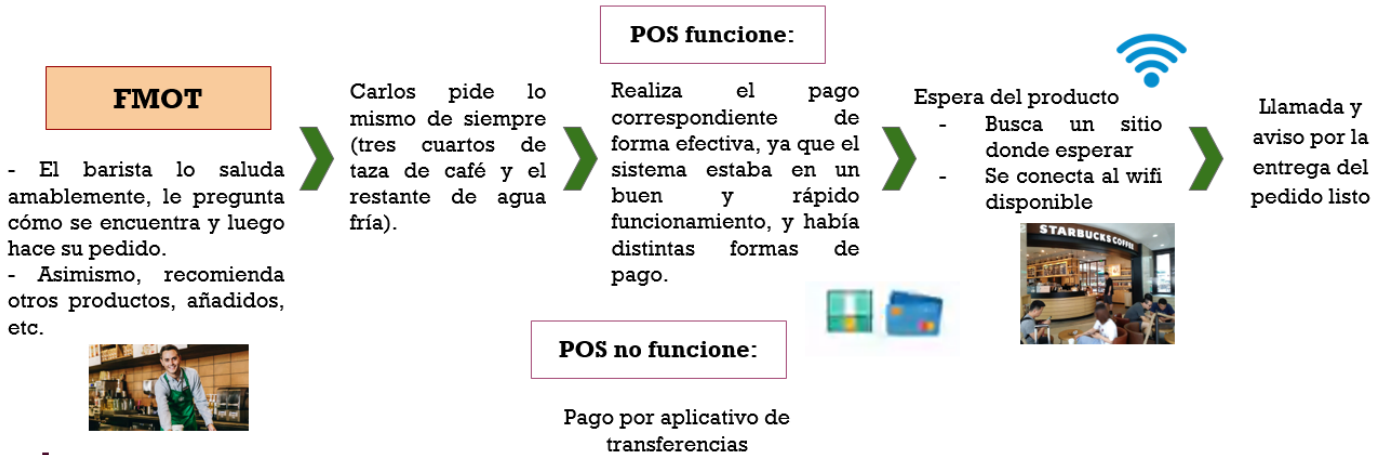 FMOT
- El barista lo saluda
amablemente, le pregunta
cómo se encuentra y luego
hace su pedido.
- Asimismo, recomienda
otros productos, añadidos,
etc.
Carlos pide lo
mismo de siempre
(tres cuartos de
taza de café y el
restante de agua
fría).
POS funcione:
Realiza el pago
correspondiente de
forma efectiva, ya que el
sistema estaba en un
buen y rápido
funcionamiento, y había
distintas formas de
pago.
POS no funcione:
Pago por aplicativo de
transferencias
Espera del producto
- Busca un sitio
donde esperar
- Se conecta al wifi
disponible
STARBUCKS COFFEE
Llamada y
aviso por la
entrega del
pedido listo